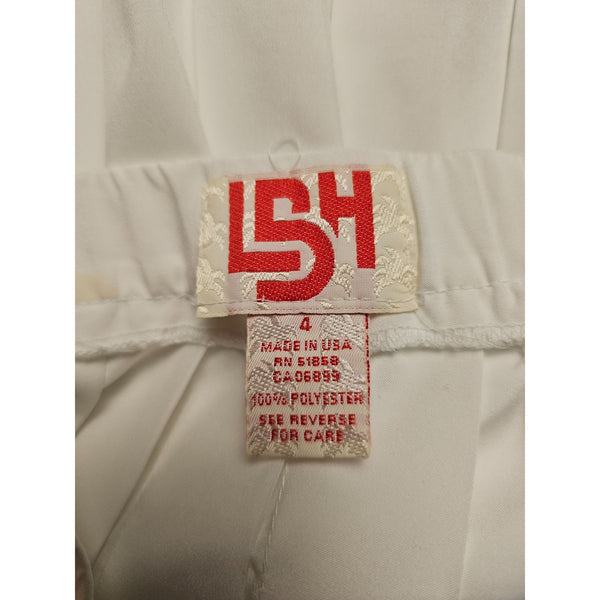 LSH
4
MADE IN USA
RN 51858
CA06899
100% POLYESTER
SEE REVERSE
FOR CARE